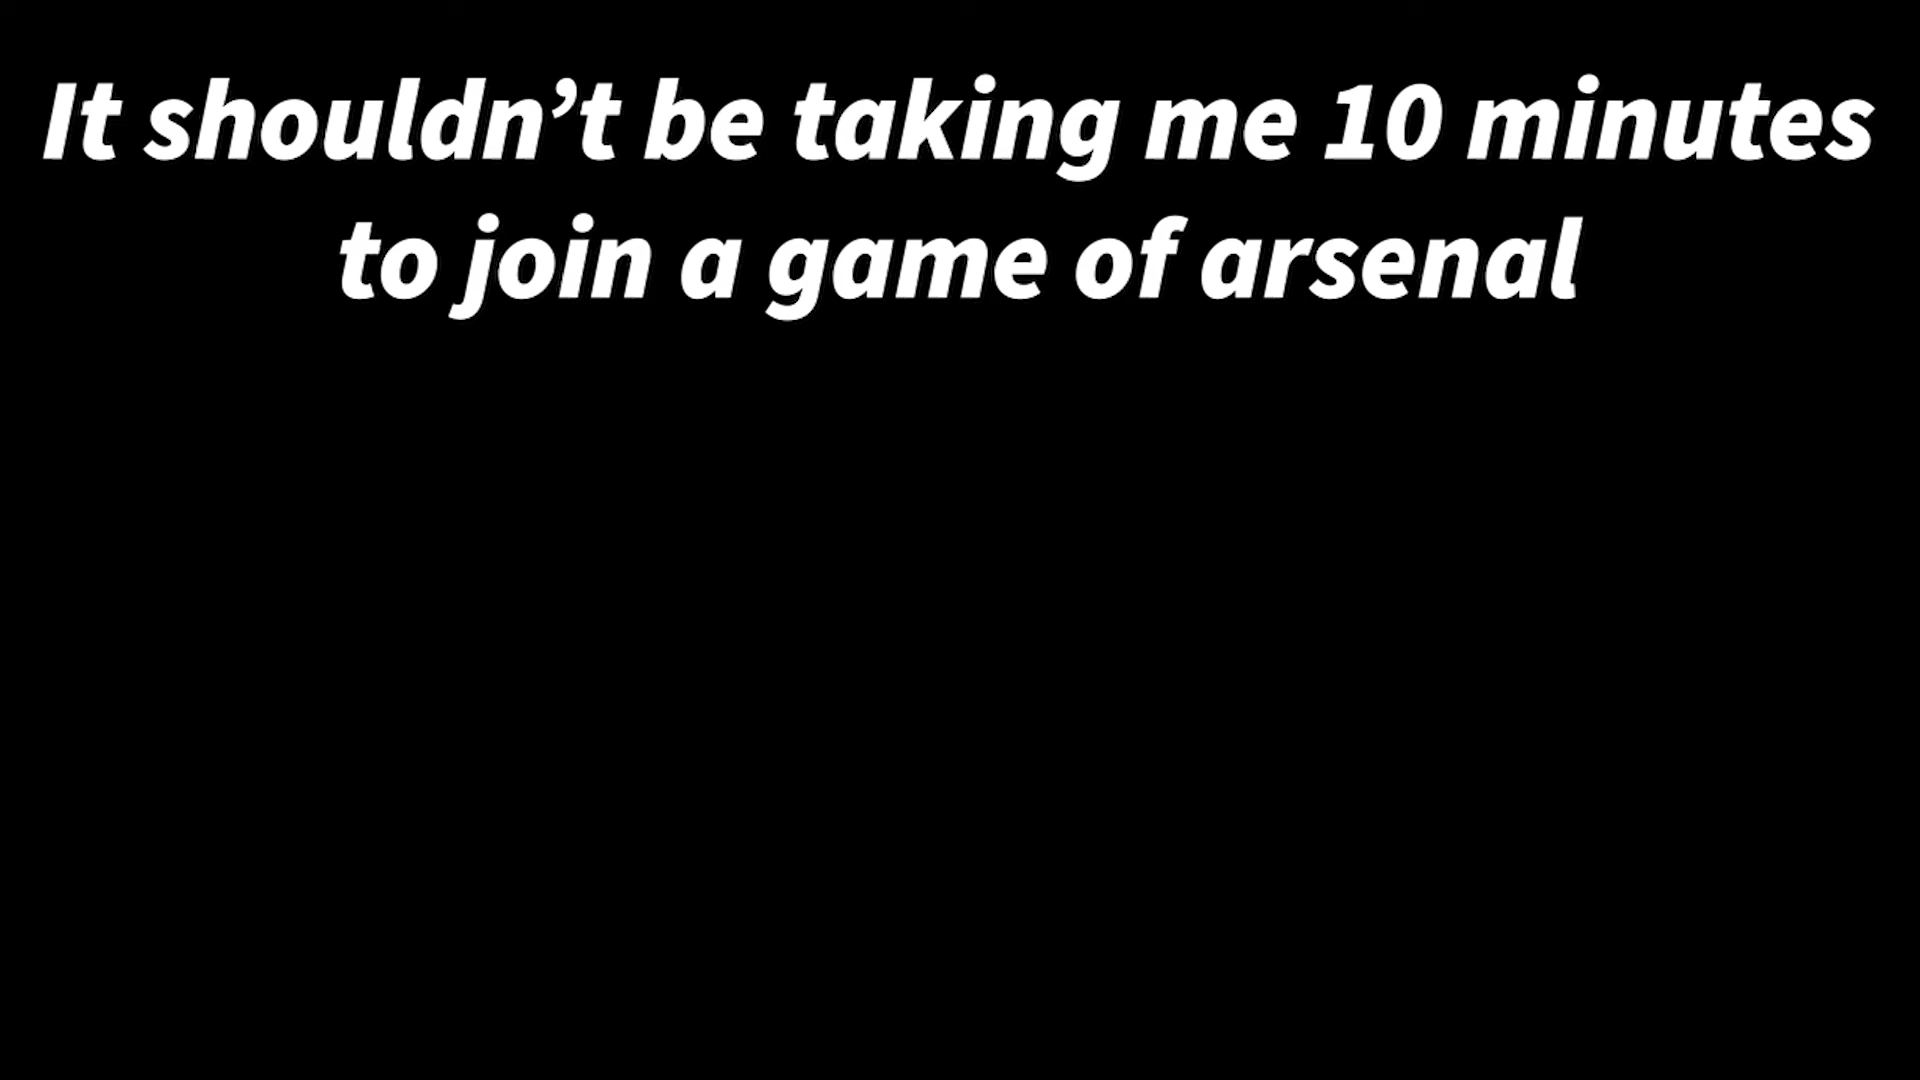 It shouldn’t be taking me 10 minutes
to join a game of arsenal